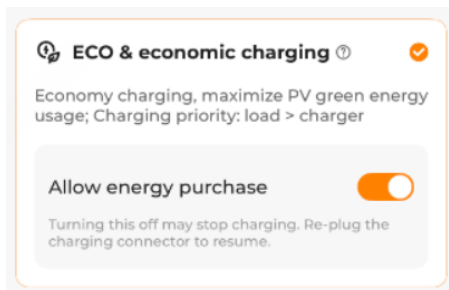 ECO & economic charging ?
Economy charging, maximize PV green energy
usage; Charging priority: load > charger
Allow energy purchase
Turning this off may stop charging. Re-plug the
charging connector to resume.